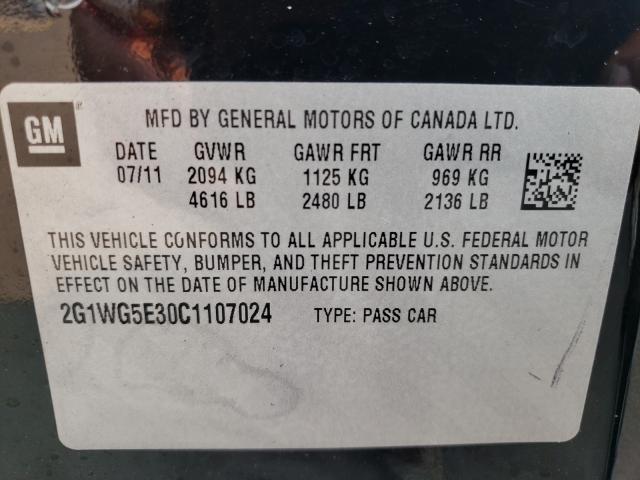 GM
MFD BY GENERAL MOTORS OF CANADA LTD.
DATE GVWR GAWR FRT GAWR RR
07/11 2094 KG 1125 KG 969 KG
4616 LB 2480 LB 2136 LB
THIS VEHICLE CONFORMS TO ALL APPLICABLE U.S. FEDERAL MOTOR
VEHICLE SAFETY, BUMPER, AND THEFT PREVENTION STANDARDS IN
EFFECT ON THE DATE OF MANUFACTURE SHOWN ABOVE.
2G1WG5E30C1107024 TYPE: PASS CAR